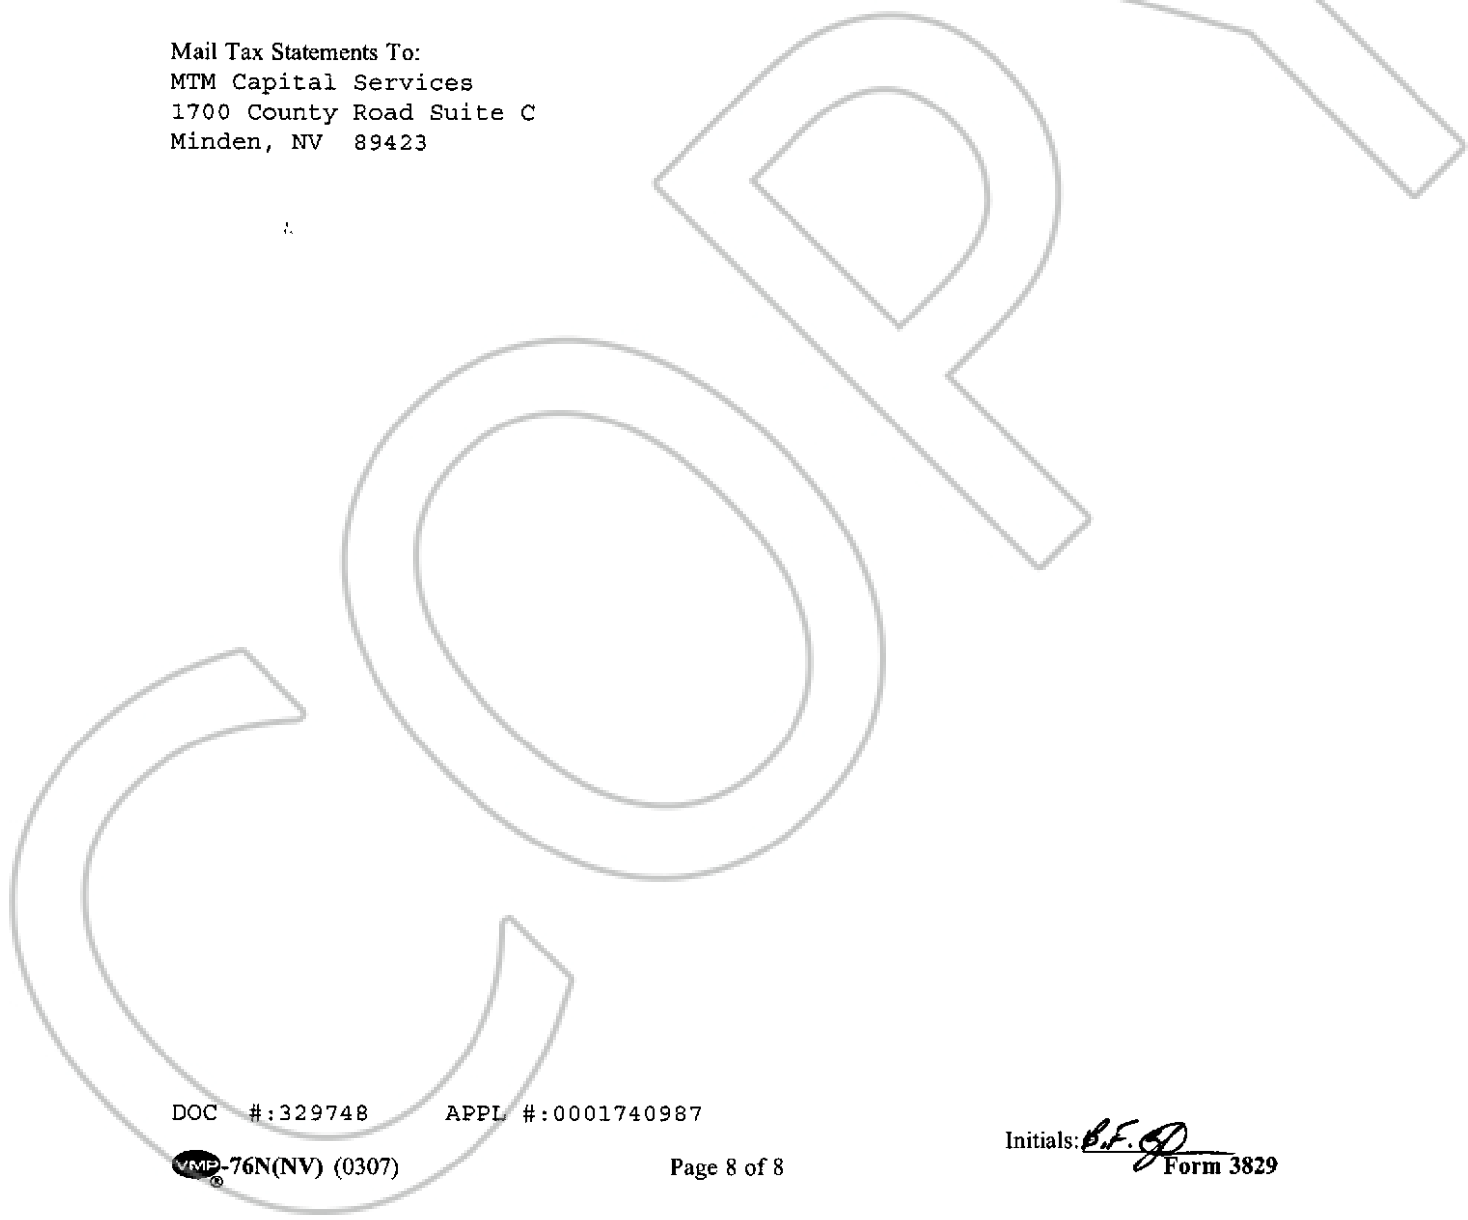 Mail Tax Statements To:
MTM Capital Services
1700 County Road Suite C
Minden, NV 89423
COPY
DOC #:329748 APPL #:0001740987
Initials: B.F.
VMP®-76N(NV) (0307) Page 8 of 8 Form 3829